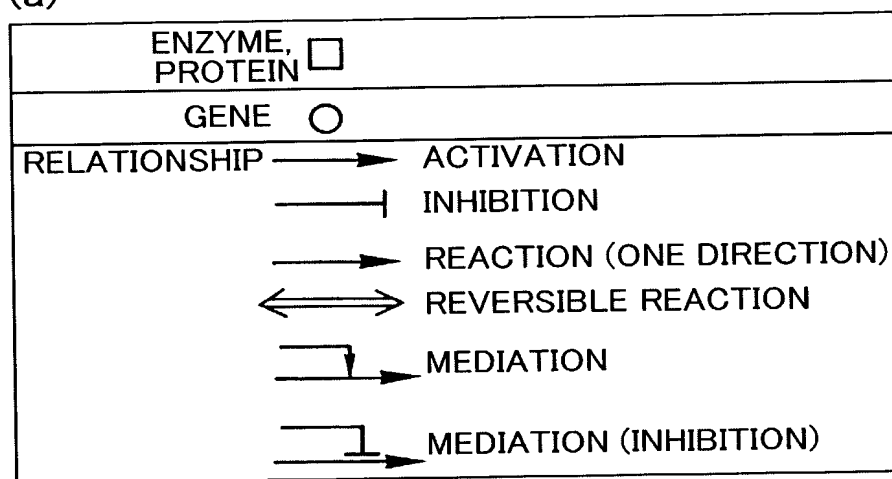 (a)
ENZYME,
PROTEIN
GENE
RELATIONSHIP
ACTIVATION
INHIBITION
REACTION (ONE DIRECTION)
REVERSIBLE REACTION
MEDIATION
MEDIATION (INHIBITION)